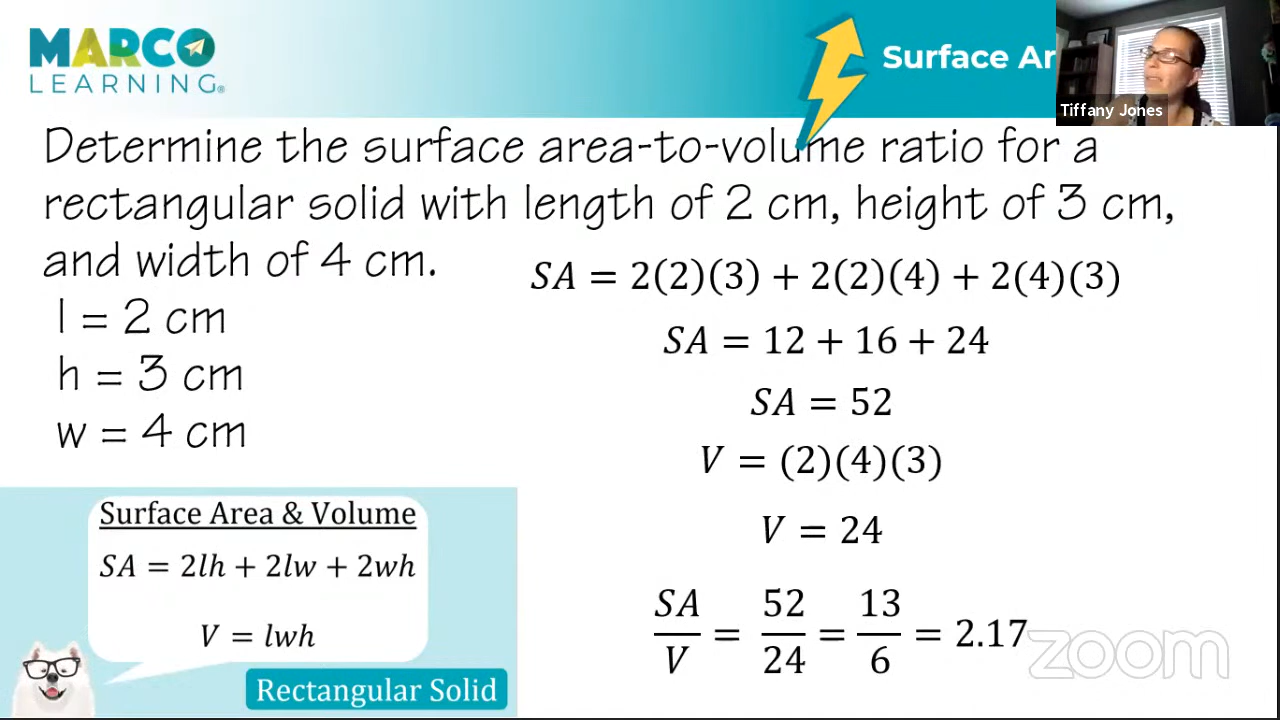 MARCO
LEARNING®
Surface Ar
Tiffany Jones
Determine the surface area-to-volume ratio for a
rectangular solid with length of 2 cm, height of 3 cm,
and width of 4 cm.
l = 2 cm
h = 3 cm
w = 4 cm
SA = 2(2)(3) + 2(2)(4) + 2(4)(3)
SA = 12 + 16 + 24
SA = 52
V = (2)(4)(3)
V = 24
SA/V = 52/24 = 13/6 = 2.17
Surface Area & Volume
SA = 2lh + 2lw + 2wh
V = lwh
Rectangular Solid
zoom